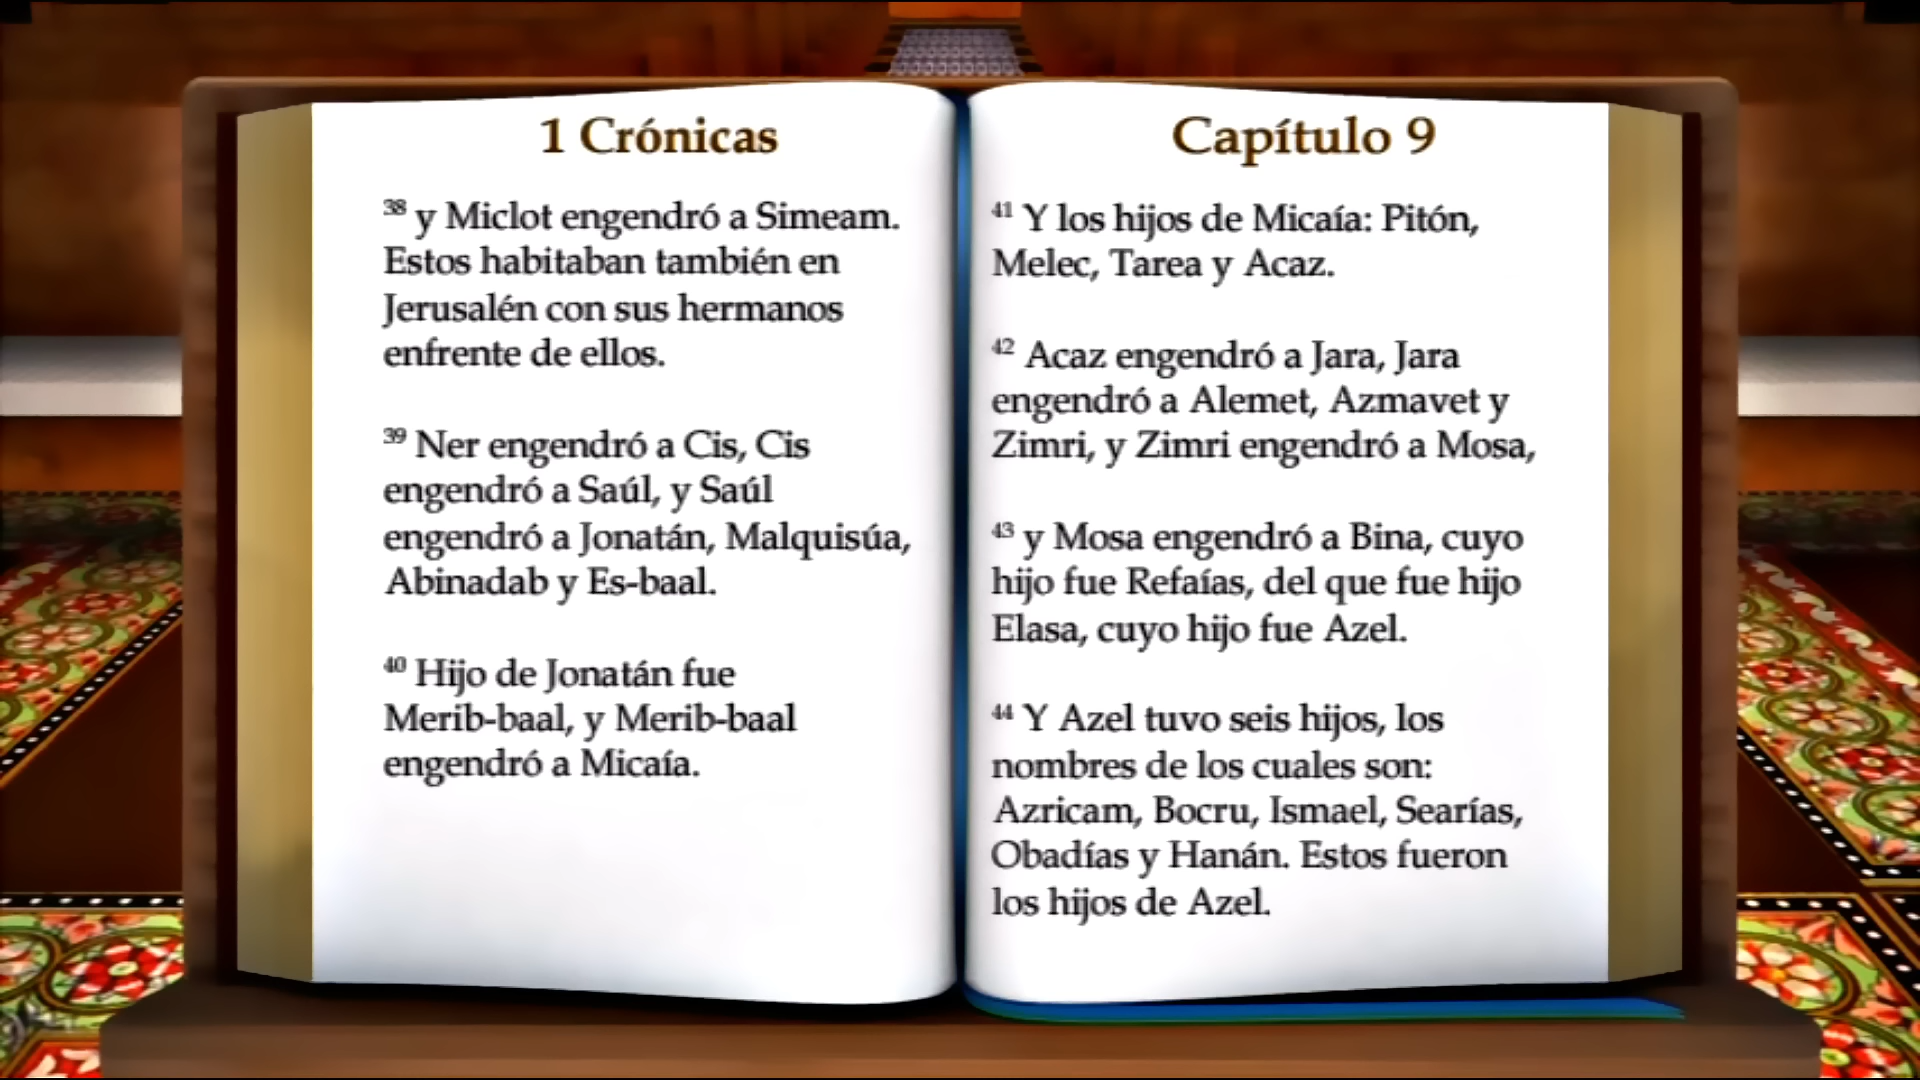 1 Crónicas
38 y Miclot engendró a Simeam.
Estos habitaban también en
Jerusalén con sus hermanos
enfrente de ellos.
39 Ner engendró a Cis, Cis
engendró a Saúl, y Saúl
engendró a Jonatán, Malquisúa,
Abinadab y Es-baal.
40 Hijo de Jonatán fue
Merib-baal, y Merib-baal
engendró a Micaía.
Capítulo 9
41 Y los hijos de Micaía: Pitón,
Melec, Tarea y Acaz.
42 Acaz engendró a Jara, Jara
engendró a Alemet, Azmavet y
Zimri, y Zimri engendró a Mosa,
43 y Mosa engendró a Bina, cuyo
hijo fue Refaías, del que fue hijo
Elasa, cuyo hijo fue Azel.
44 Y Azel tuvo seis hijos, los
nombres de los cuales son:
Azricam, Bocru, Ismael, Searías,
Obadías y Hanán. Estos fueron
los hijos de Azel.